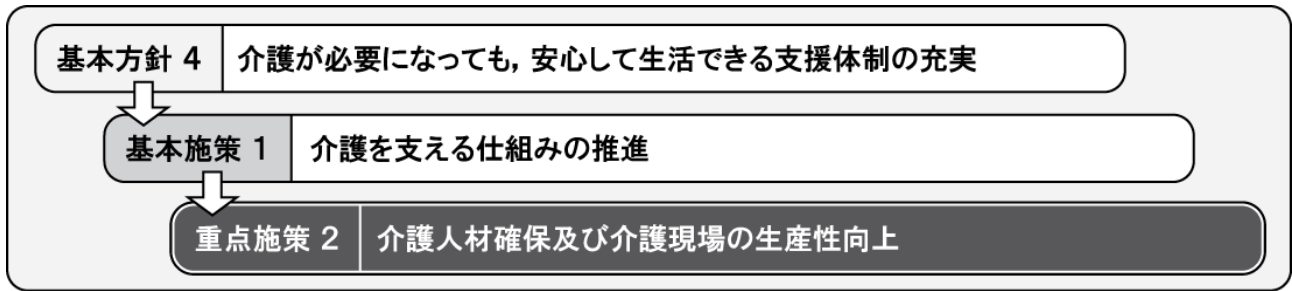 基本方針 4 介護が必要になっても，安心して生活できる支援体制の充実
基本施策 1 介護を支える仕組みの推進
重点施策 2 介護人材確保及び介護現場の生産性向上